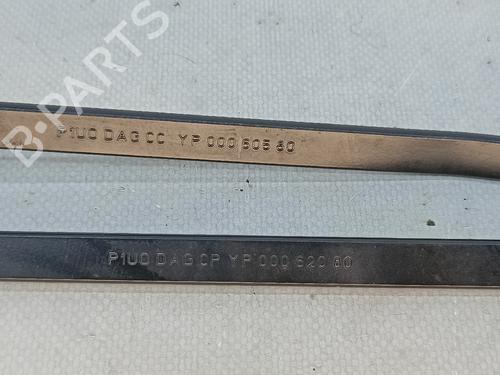 B-PARTS
P1U0 DAG CC YP 000 605 80
P1U0 DAG CP YP 000 620 80